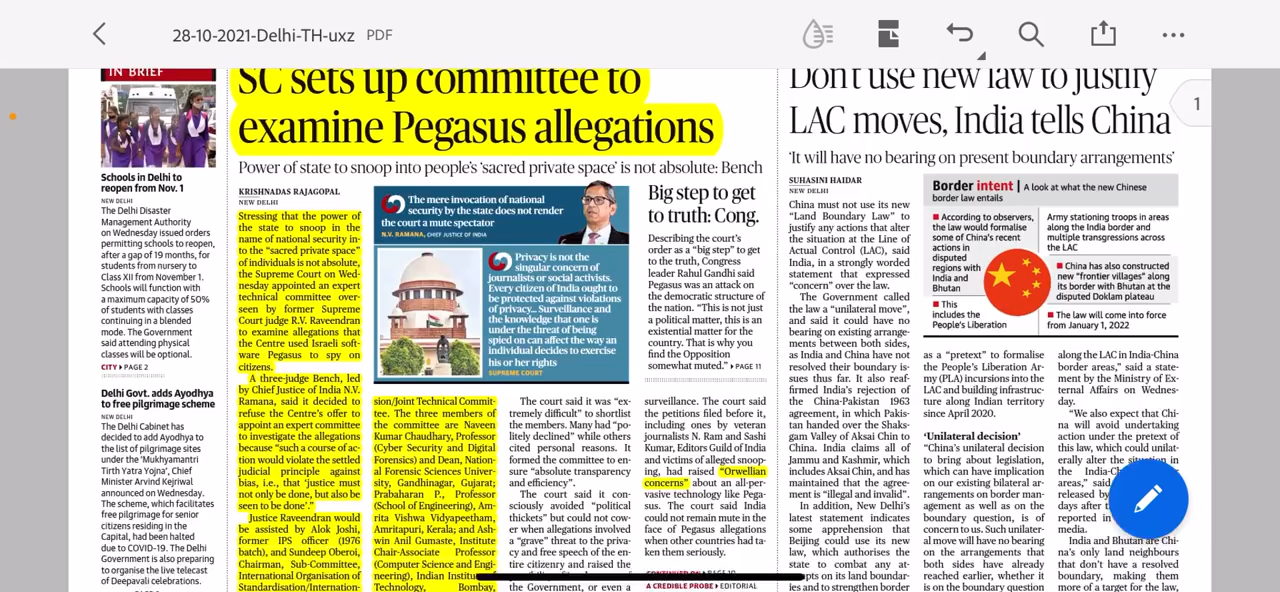 28-10-2021-Delhi-TH-uxz PDF
1
IN BRIEF
Schools in Delhi to
reopen from Nov. 1
NEW DELHI
The Delhi Disaster
Management Authority
on Wednesday issued orders
permitting schools to reopen,
after a gap of 19 months, for
students from nursery to
Class XII from November 1.
Schools will function with
a maximum capacity of 50%
of students with classes
continuing in a blended
mode. The Government
said attending physical
classes will be optional.
CITY PAGE 2
Delhi Govt. adds Ayodhya
to free pilgrimage scheme
NEW DELHI
The Delhi Cabinet has
decided to add Ayodhya to
the list of pilgrimage sites
under the 'Mukhyamantri
Tirth Yatra Yojna', Chief
Minister Arvind Kejriwal
announced on Wednesday.
The scheme, which facilitates
free pilgrimage for senior
citizens residing in the
Capital, had been halted
due to COVID-19. The Delhi
Government is also preparing
to organise the live telecast
of Deepavali celebrations.
SC sets up committee to
examine Pegasus allegations
Power of state to snoop into people's 'sacred private space' is not absolute: Bench
KRISHNADAS RAJAGOPAL
NEW DELHI
Stressing that the power of
the state to snoop in the
name of national security in-
to the "sacred private space"
of individuals is not absolute,
the Supreme Court on Wed-
nesday appointed an expert
technical committee over-
seen by former Supreme
Court judge R.V. Raveendran
to examine allegations that
the Centre used Israeli soft-
ware Pegasus to spy on
citizens.
A three-judge Bench, led
by Chief Justice of India N.V.
Ramana, said it decided to
refuse the Centre's offer to
appoint an expert committee
to investigate the allegations
because "such a course of ac-
tion would violate the settled
judicial principle against
bias, i.e., that 'justice must
not only be done, but also be
seen to be done'."
Justice Raveendran would
be assisted by Alok Joshi,
former IPS officer (1976
batch), and Sundeep Oberoi,
Chairman, Sub-Committee,
International Organisation of
Standardisation/Internation-
The mere invocation of national
security by the state does not render
the court a mute spectator
N.V. RAMANA, CHIEF JUSTICE OF INDIA
Privacy is not the
singular concern of
journalists or social activists.
Every citizen of India ought to
be protected against violations
of privacy... Surveillance and
the knowledge that one is
under the threat of being
spied on can affect the way an
individual decides to exercise
his or her rights
SUPREME COURT
sion/Joint Technical Commit-
tee. The three members of
the committee are Naveen
Kumar Chaudhary, Professor
(Cyber Security and Digital
Forensics) and Dean, Nation-
al Forensic Sciences Univer-
sity, Gandhinagar, Gujarat;
Prabaharan P., Professor
(School of Engineering), Am-
rita Vishwa Vidyapeetham,
Amritapuri, Kerala; and Ash-
win Anil Gumaste, Institute
Chair-Associate Professor
(Computer Science and Engi-
neering), Indian Institute of
Technology, Bombay,
The court said it was "ex-
tremely difficult" to shortlist
the members. Many had "po-
litely declined" while others
cited personal reasons. It
formed the committee to en-
sure "absolute transparency
and efficiency".
The court said it con-
sciously avoided "political
thickets" but could not co-
wer when allegations involved
a "grave" threat to the priva-
cy and free speech of the en-
tire citizenry and raised the
the Government, or even a
Big step to get
to truth: Cong.
Describing the court's
order as a "big step" to get
to the truth, Congress
leader Rahul Gandhi said
Pegasus was an attack on
the democratic structure of
the nation. "This is not
just a political matter, this is
an existential matter for the
country. That is why you
find the Opposition
somewhat muted." PAGE 11
surveillance. The court said
the petitions filed before it,
including ones by veteran
journalists N. Ram and Sashi
Kumar, Editors Guild of India
and victims of alleged snoop-
ing, had raised "Orwellian
concerns" about an all-per-
vasive technology like Pega-
sus. The court said India
could not remain mute in the
face of Pegasus allegations
when other countries had ta-
ken them seriously.
CONTINUED ON PAGE 10
A CREDIBLE PROBE EDITORIAL
Don't use new law to justify
LAC moves, India tells China
'It will have no bearing on present boundary arrangements'
SUHASINI HAIDAR
NEW DELHI
China must not use its new
"Land Boundary Law" to
justify any actions that alter
the situation at the Line of
Actual Control (LAC), said
India, in a strongly worded
statement that expressed
"concern" over the law.
The Government called
the law a "unilateral move",
and said it could have no
bearing on existing arrange-
ments between both sides,
as India and China have not
resolved their boundary is-
sues thus far. It also reaf-
firmed India's rejection of
the China-Pakistan 1963
agreement, in which Pakis-
tan handed over the Shaks-
gam Valley of Aksai Chin to
China. India claims all of
Jammu and Kashmir, which
includes Aksai Chin, and has
maintained that the agree-
ment is "illegal and invalid".
In addition, New Delhi's
latest statement indicates
some apprehension that
Beijing could use its new
law, which authorises the
state to combat any at-
tempts on its land boundar-
ies and to strengthen border
Border intent | A look at what the new Chinese
border law entails
According to observers,
the law would formalise
some of China's recent
actions in
disputed
regions with
India and
Bhutan
This
includes the
People's Liberation
Army stationing troops in areas
along the India border and
multiple transgressions across
the LAC
China has also constructed
new "frontier villages" along
its border with Bhutan at the
disputed Doklam plateau
The law will come into force
from January 1, 2022
as a "pretext" to formalise
the People's Liberation Ar-
my (PLA) incursions into the
LAC and building infrastruc-
ture along Indian territory
since April 2020.
'Unilateral decision'
"China's unilateral decision
to bring about legislation,
which can have implication
on our existing bilateral ar-
rangements on border man-
agement as well as on the
boundary question, is of
concern to us. Such unilater-
al move will have no bearing
on the arrangements that
both sides have already
reached earlier, whether it
is on the boundary question
along the LAC in India-China
border areas," said a state-
ment by the Ministry of Ex-
ternal Affairs on Wednes-
day.
"We also expect that Chi-
na will avoid undertaking
action under the pretext of
this law, which could unilat-
erally alter the situation in
the India-
areas," said
released by
days after
reported in
media.
India and Bhutan are Chi-
na's only land neighbours
that don't have a resolved
boundary, making them
more of a target for the law,